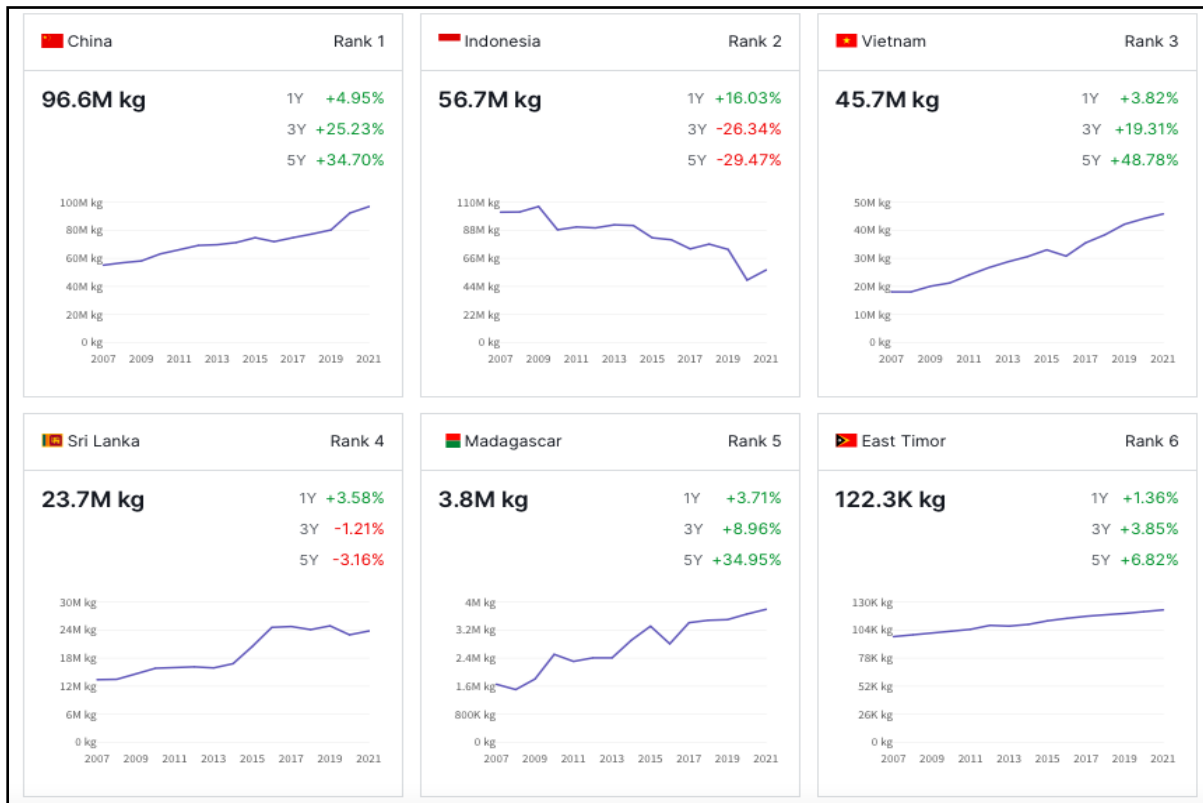 China Rank 1
96.6M kg
1Y +4.95%
3Y +25.23%
5Y +34.70%
100M kg
80M kg
60M kg
40M kg
20M kg
0 kg
2007 2009 2011 2013 2015 2017 2019 2021
Indonesia Rank 2
56.7M kg
1Y +16.03%
3Y -26.34%
5Y -29.47%
110M kg
88M kg
66M kg
44M kg
22M kg
0 kg
2007 2009 2011 2013 2015 2017 2019 2021
Vietnam Rank 3
45.7M kg
1Y +3.82%
3Y +19.31%
5Y +48.78%
50M kg
40M kg
30M kg
20M kg
10M kg
0 kg
2007 2009 2011 2013 2015 2017 2019 2021
Sri Lanka Rank 4
23.7M kg
1Y +3.58%
3Y -1.21%
5Y -3.16%
30M kg
24M kg
18M kg
12M kg
6M kg
0 kg
2007 2009 2011 2013 2015 2017 2019 2021
Madagascar Rank 5
3.8M kg
1Y +3.71%
3Y +8.96%
5Y +34.95%
4M kg
3.2M kg
2.4M kg
1.6M kg
800K kg
0 kg
2007 2009 2011 2013 2015 2017 2019 2021
East Timor Rank 6
122.3K kg
1Y +1.36%
3Y +3.85%
5Y +6.82%
130K kg
104K kg
78K kg
52K kg
26K kg
0 kg
2007 2009 2011 2013 2015 2017 2019 2021